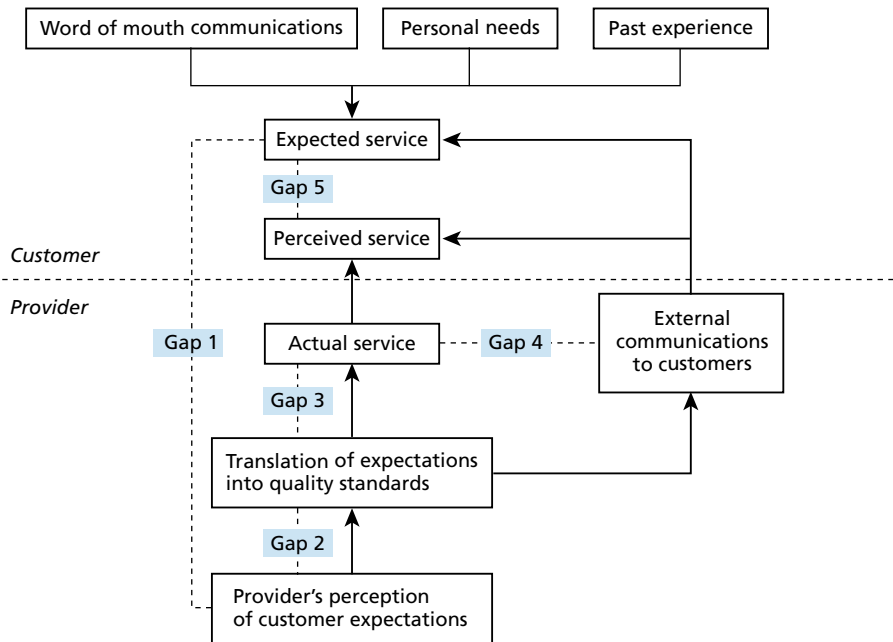 Word of mouth communications
Personal needs
Past experience
Expected service
Gap 5
Perceived service
Customer
Provider
Gap 1
Actual service
Gap 4
External
communications
to customers
Gap 3
Translation of expectations
into quality standards
Gap 2
Provider's perception
of customer expectations